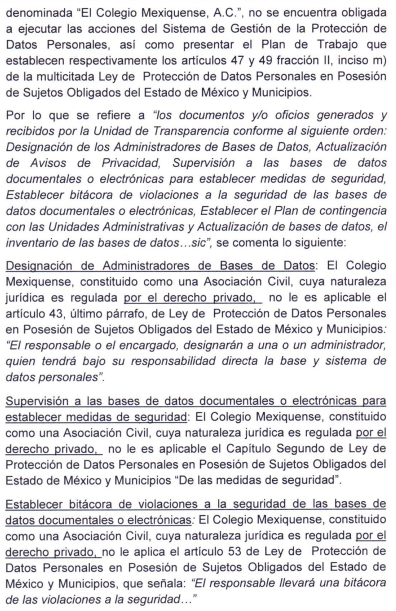 denominada “El Colegio Mexiquense, A.C.”, no se encuentra obligada
a ejecutar las acciones del Sistema de Gestión de la Protección de
Datos Personales, así como presentar el Plan de Trabajo que
establecen respectivamente los artículos 47 y 49 fracción II, inciso m)
de la multicitada Ley de Protección de Datos Personales en Posesión
de Sujetos Obligados del Estado de México y Municipios.
Por lo que se refiere a “los documentos y/o oficios generados y
recibidos por la Unidad de Transparencia conforme al siguiente orden:
Designación de los Administradores de Bases de Datos, Actualización
de Avisos de Privacidad, Supervisión a las bases de datos
documentales o electrónicas para establecer medidas de seguridad,
Establecer bitácora de violaciones a la seguridad de las bases de
datos documentales o electrónicas, Establecer el Plan de contingencia
con las Unidades Administrativas y Actualización de bases de datos, el
inventario de las bases de datos…sic”, se comenta lo siguiente:
Designación de Administradores de Bases de Datos: El Colegio
Mexiquense, constituido como una Asociación Civil, cuya naturaleza
jurídica es regulada por el derecho privado, no le es aplicable el
artículo 43, último párrafo, de Ley de Protección de Datos Personales
en Posesión de Sujetos Obligados del Estado de México y Municipios:
“El responsable o el encargado, designarán a una o un administrador,
quien tendrá bajo su responsabilidad directa la base y sistema de
datos personales”.
Supervisión a las bases de datos documentales o electrónicas para
establecer medidas de seguridad: El Colegio Mexiquense, constituido
como una Asociación Civil, cuya naturaleza jurídica es regulada por el
derecho privado, no le es aplicable el Capítulo Segundo de Ley de
Protección de Datos Personales en Posesión de Sujetos Obligados del
Estado de México y Municipios “De las medidas de seguridad”.
Establecer bitácora de violaciones a la seguridad de las bases de
datos documentales o electrónicas: El Colegio Mexiquense, constituido
como una Asociación Civil, cuya naturaleza jurídica es regulada por el
derecho privado, no le aplica el artículo 53 de Ley de Protección de
Datos Personales en Posesión de Sujetos Obligados del Estado de
México y Municipios, que señala: “El responsable llevará una bitácora
de las violaciones a la seguridad…”